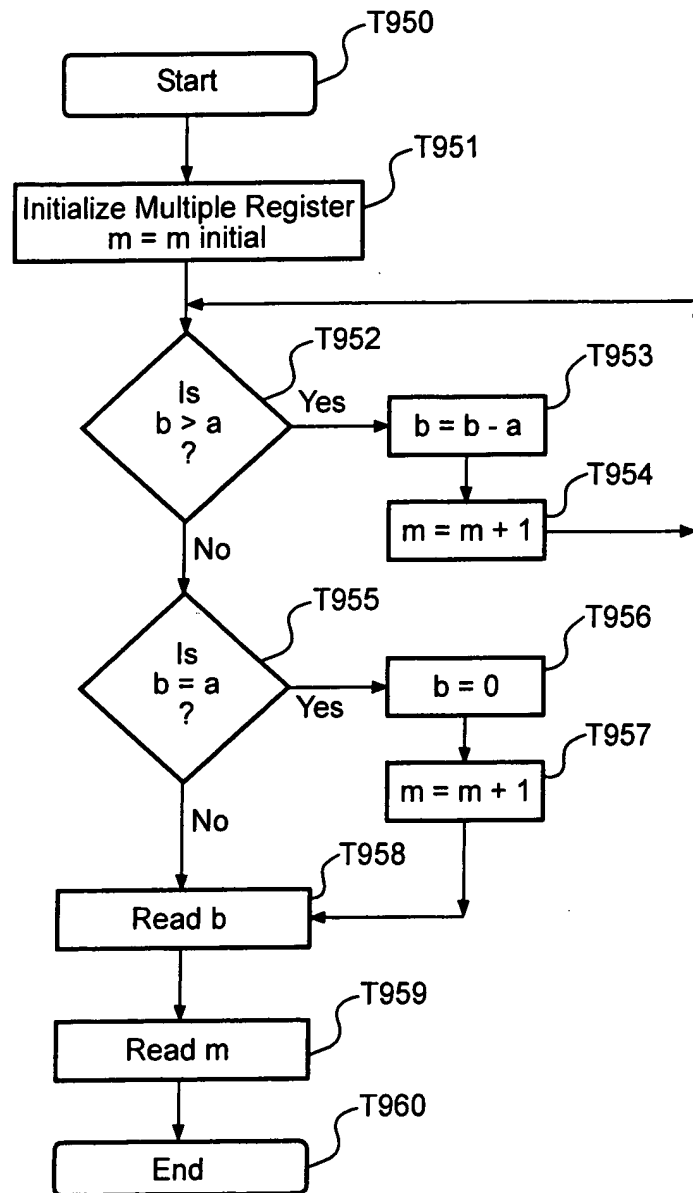 T950
Start
T951
Initialize Multiple Register
m = m initial
T952
Is
b > a
?
Yes
T953
b = b - a
T954
m = m + 1
No
T955
Is
b = a
?
Yes
T956
b = 0
T957
m = m + 1
No
T958
Read b
T959
Read m
T960
End